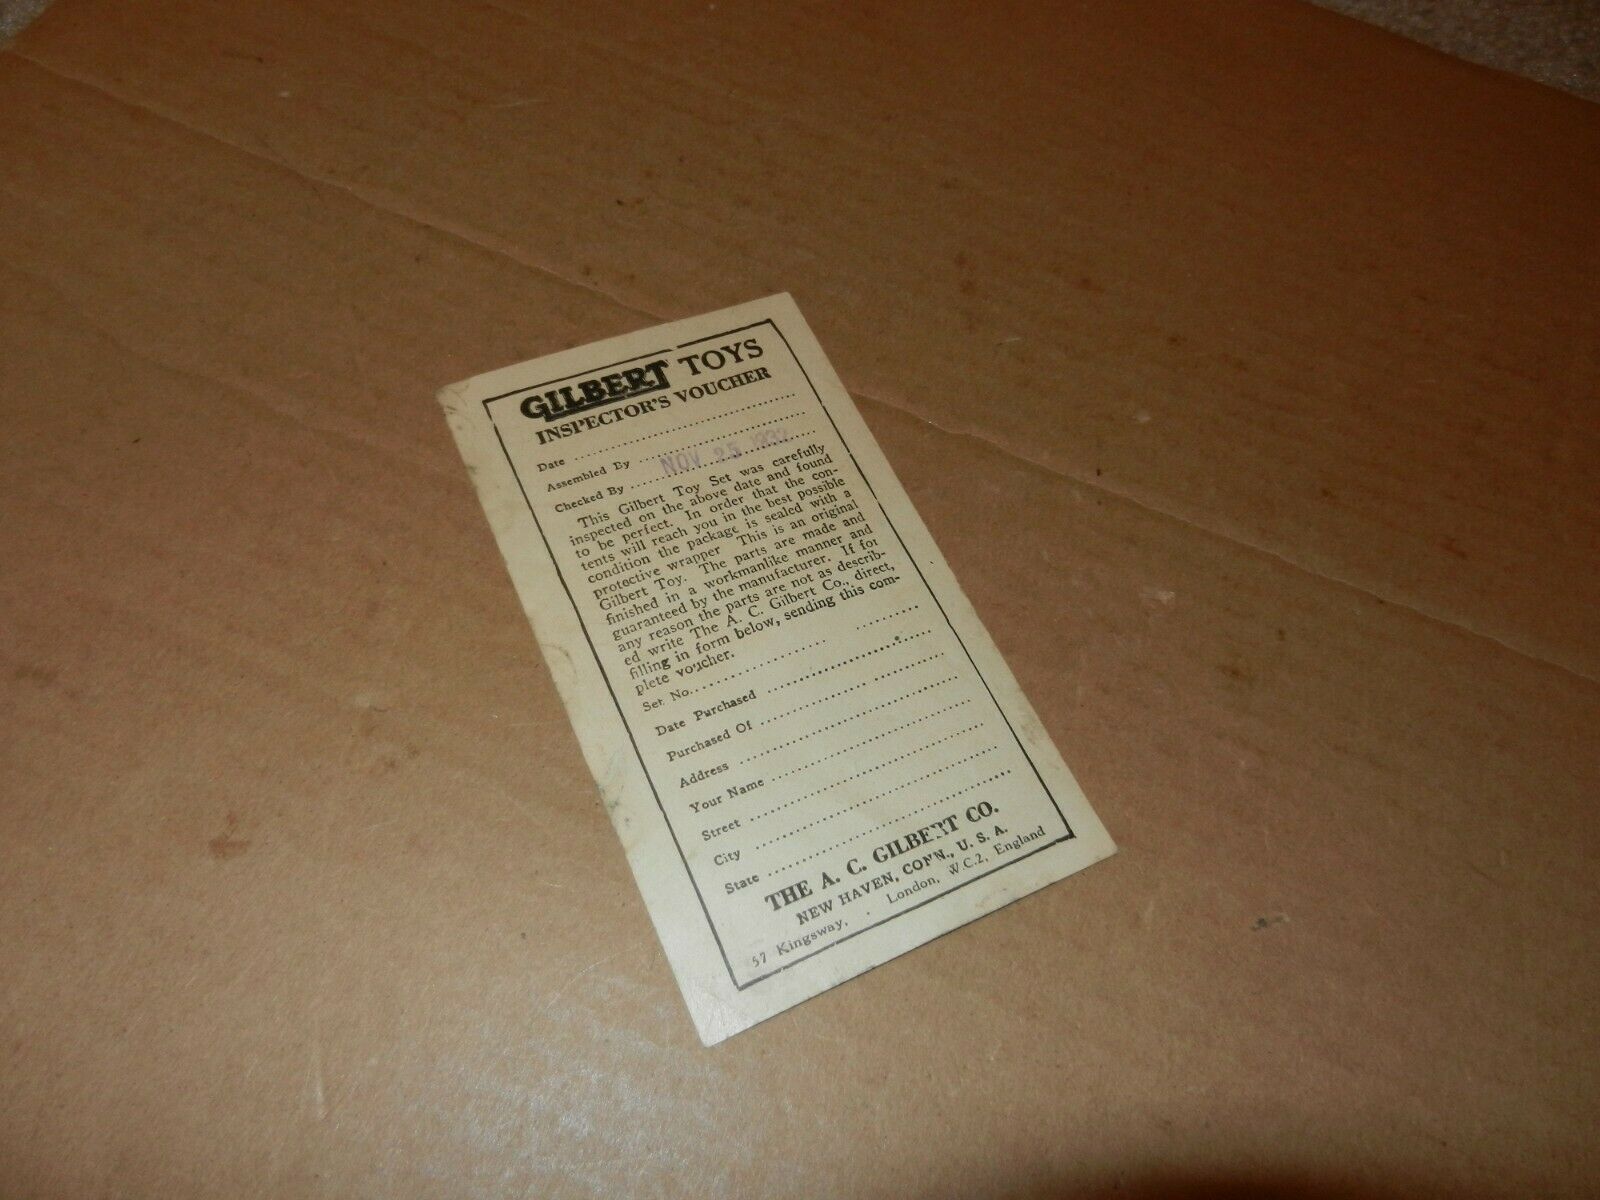 GILBERT TOYS
INSPECTOR'S VOUCHER
Date
Assembled By
NOV 25 1932
Checked By
This Gilbert Toy Set was carefully
inspected on the above date and found
to be perfect. In order that the con-
tents will reach you in the best possible
condition the package is sealed with a
protective wrapper This is an original
Gilbert Toy. The parts are made and
finished in a workmanlike manner and
guaranteed by the manufacturer. If for
any reason the parts are not as describ-
ed write The A. C. Gilbert Co., direct,
filling in form below, sending this com-
plete voucher.
Set No.
Date Purchased
Purchased Of
Address
Your Name
Street
City
State
THE A. C. GILBERT CO.
NEW HAVEN, CONN., U. S. A.
57 Kingsway, London, W.C.2, England